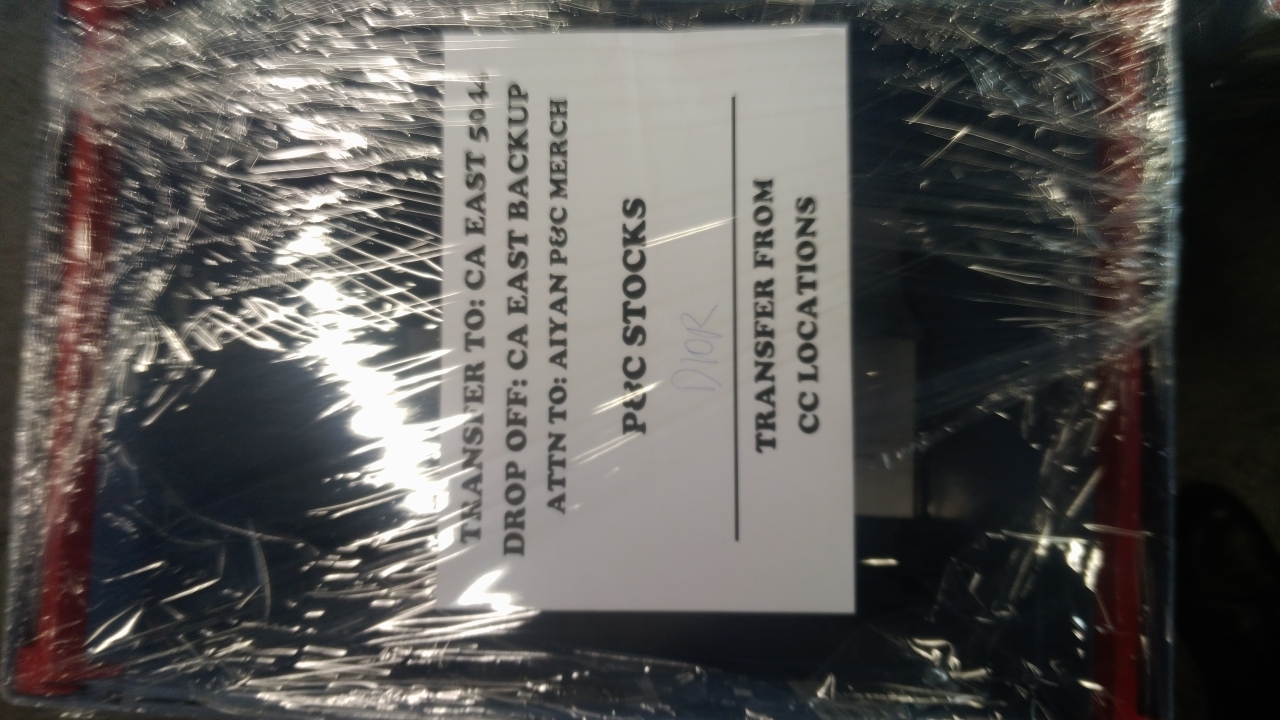 TRANSFER TO: CA EAST
DROP OFF: CA EAST BACKUP
ATTN TO: AIYAN P&C MERCH
P&C STOCKS
DIOR
TRANSFER FROM
CC LOCATIONS